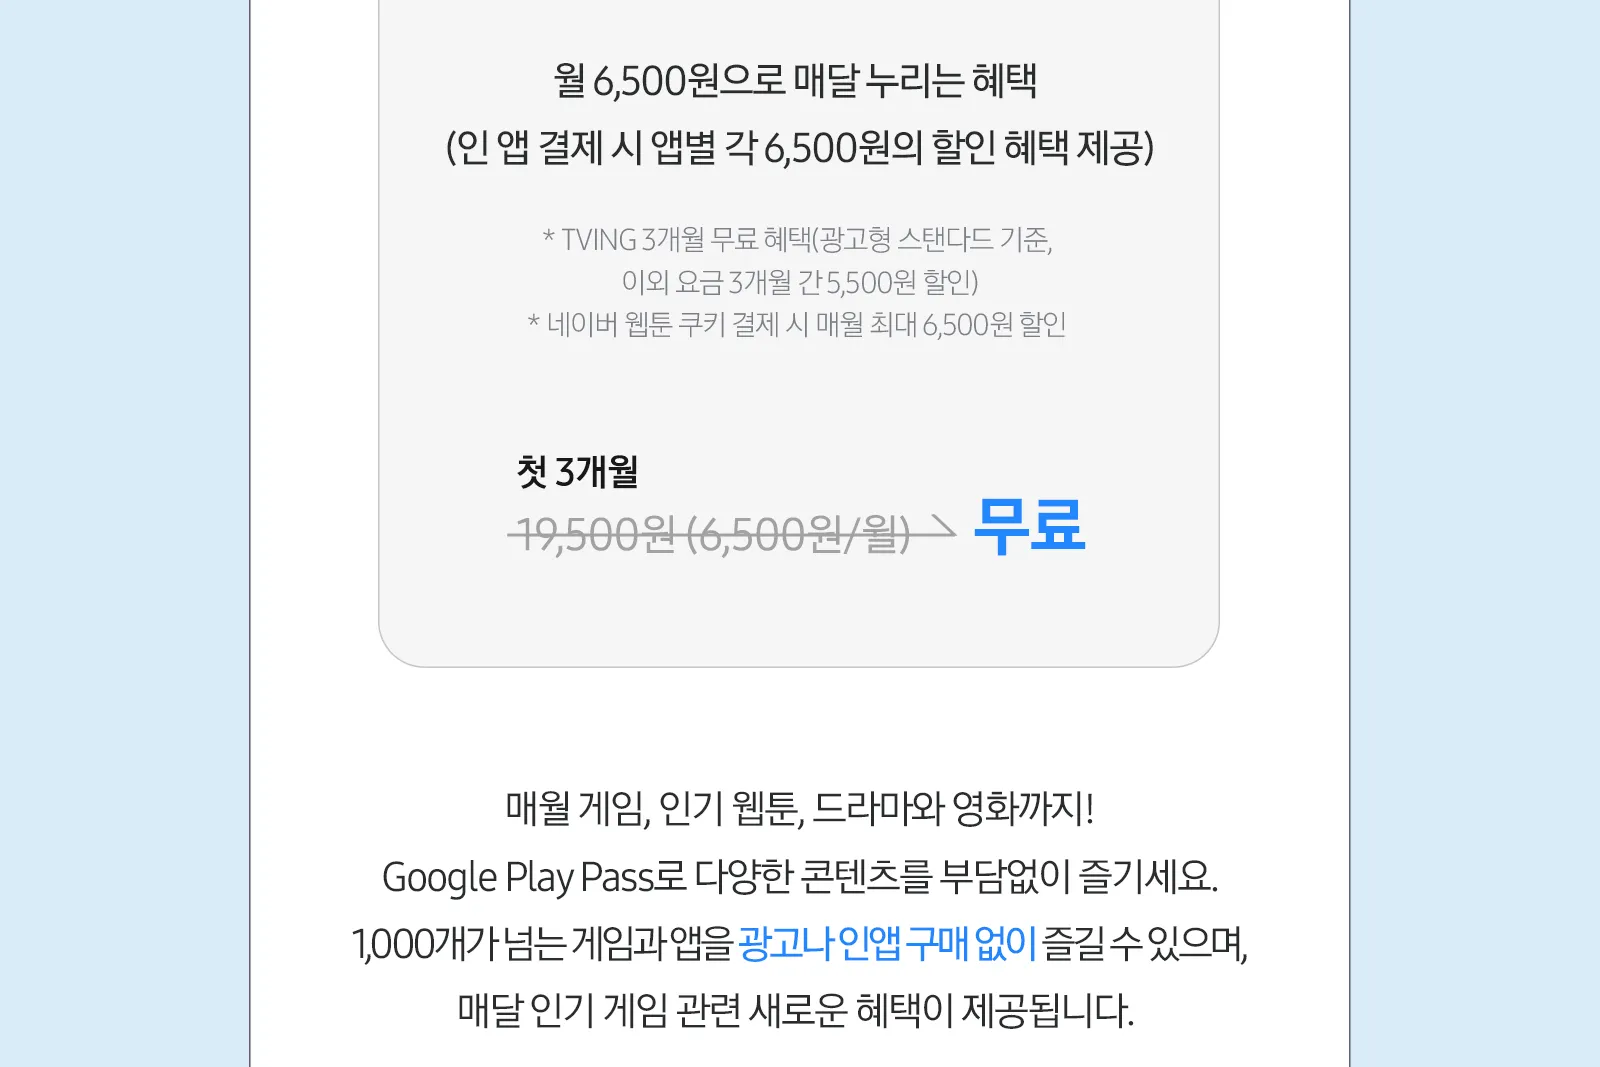 월 6,500원으로 매달 누리는 혜택
(인 앱 결제 시 앱별 각 6,500원의 할인 혜택 제공)
* TVING 3개월 무료 혜택(광고형 스탠다드 기준,
이외 요금 3개월 간 5,500원 할인)
* 네이버 웹툰 쿠키 결제 시 매월 최대 6,500원 할인
첫 3개월
19,500원 (6,500원/월) 무료
매월 게임, 인기 웹툰, 드라마와 영화까지!
Google Play Pass로 다양한 콘텐츠를 부담없이 즐기세요.
1,000개가 넘는 게임과 앱을 광고나 인앱 구매 없이 즐길 수 있으며,
매달 인기 게임 관련 새로운 혜택이 제공됩니다.